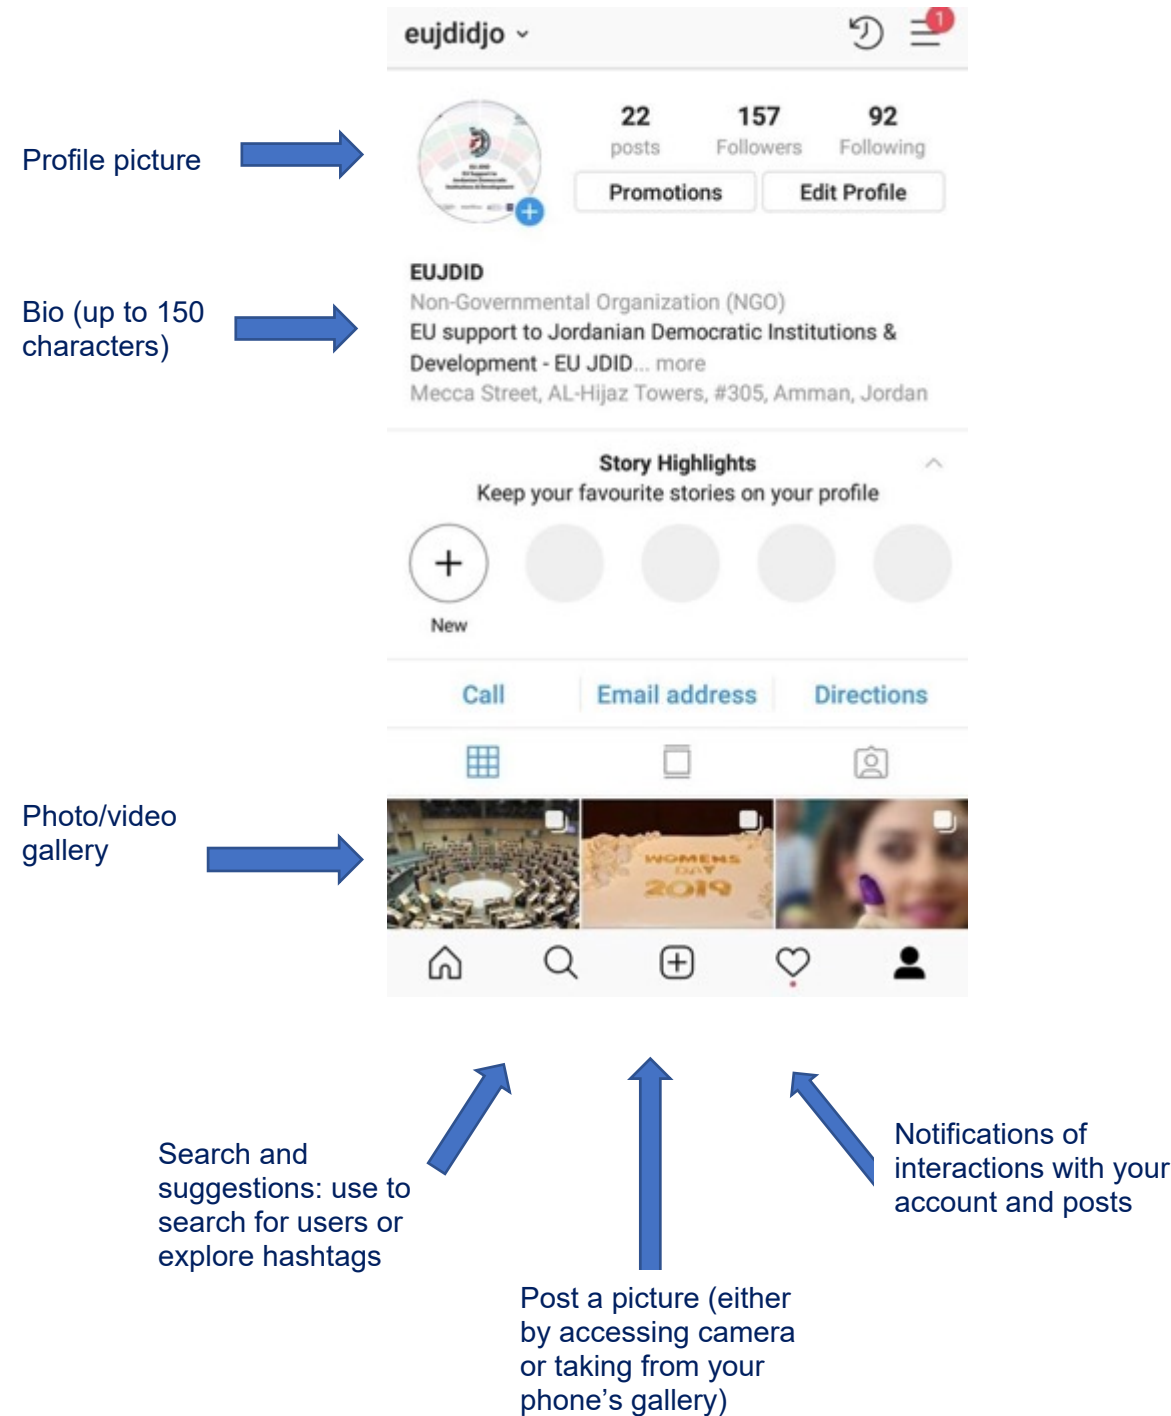 eujdidjo
1
Profile picture
22 157 92
posts Followers Following
Promotions Edit Profile
EUJDID
Non-Governmental Organization (NGO)
EU support to Jordanian Democratic Institutions &
Development - EU JDID... more
Mecca Street, AL-Hijaz Towers, #305, Amman, Jordan
Bio (up to 150
characters)
Story Highlights
Keep your favourite stories on your profile
New
Call Email address Directions
Photo/video
gallery
WOMENS
DAY
2019
Search and
suggestions: use to
search for users or
explore hashtags
Post a picture (either
by accessing camera
or taking from your
phone’s gallery)
Notifications of
interactions with your
account and posts